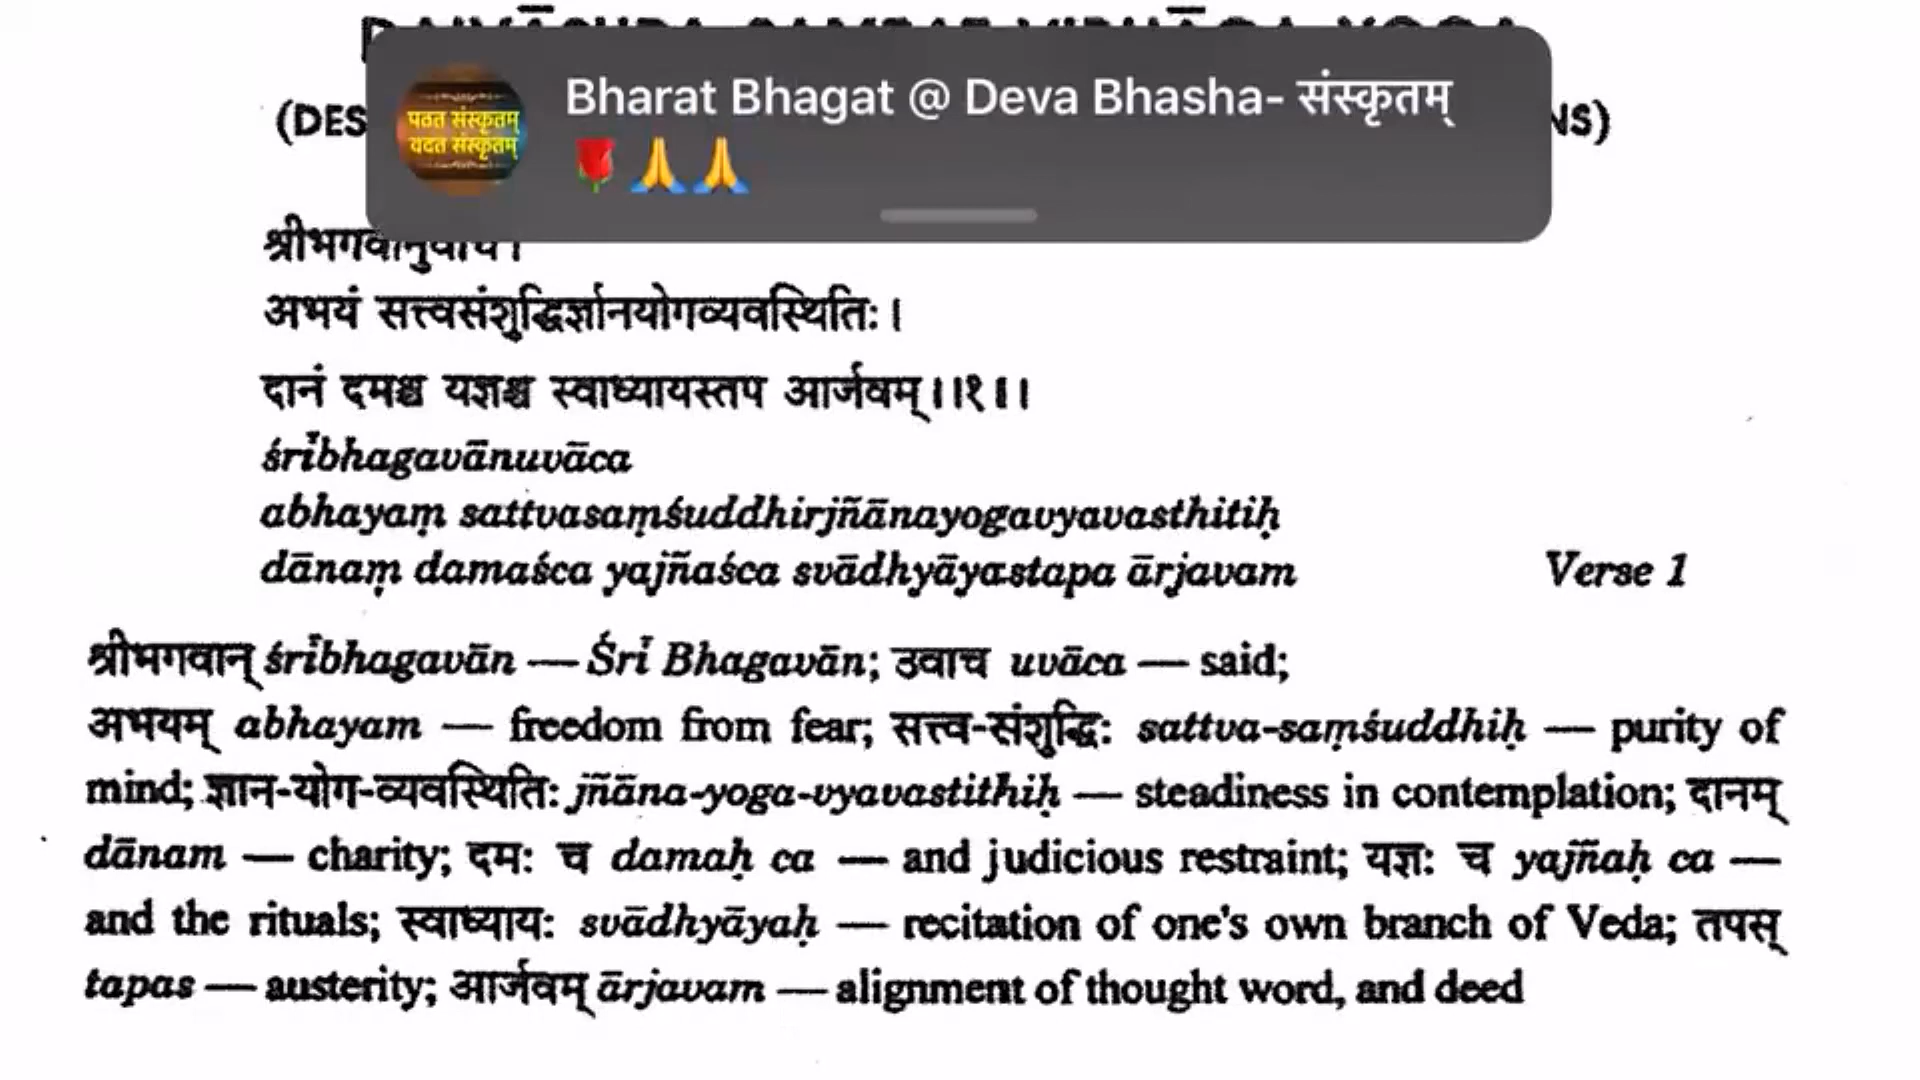 Bharat Bhagat @ Deva Bhasha- संस्कृतम्
🌹🙏🙏
पठत संस्कृतम्
वदत संस्कृतम्
(DES NS)
श्रीभगवानुवाच।
अभयं सत्त्वसंशुद्धिर्ज्ञानयोगव्यवस्थितिः।
दानं दमश्च यज्ञश्च स्वाध्यायस्तप आर्जवम्।।१।।
śrībhagavānuvāca
abhayaṃ sattvasaṃśuddhirjñānayogavyavasthitiḥ
dānaṃ damaśca yajñaśca svādhyāyastapa ārjavam Verse 1
श्रीभगवान् śrībhagavān — Śrī Bhagavān; उवाच uvāca — said;
अभयम् abhayam — freedom from fear; सत्त्व-संशुद्धिः sattva-saṃśuddhiḥ — purity of
mind; ज्ञान-योग-व्यवस्थितिः jñāna-yoga-vyavastithiḥ — steadiness in contemplation; दानम्
dānam — charity; दमः च damaḥ ca — and judicious restraint; यज्ञः च yajñaḥ ca —
and the rituals; स्वाध्यायः svādhyāyaḥ — recitation of one's own branch of Veda; तपस्
tapas — austerity; आर्जवम् ārjavam — alignment of thought word, and deed